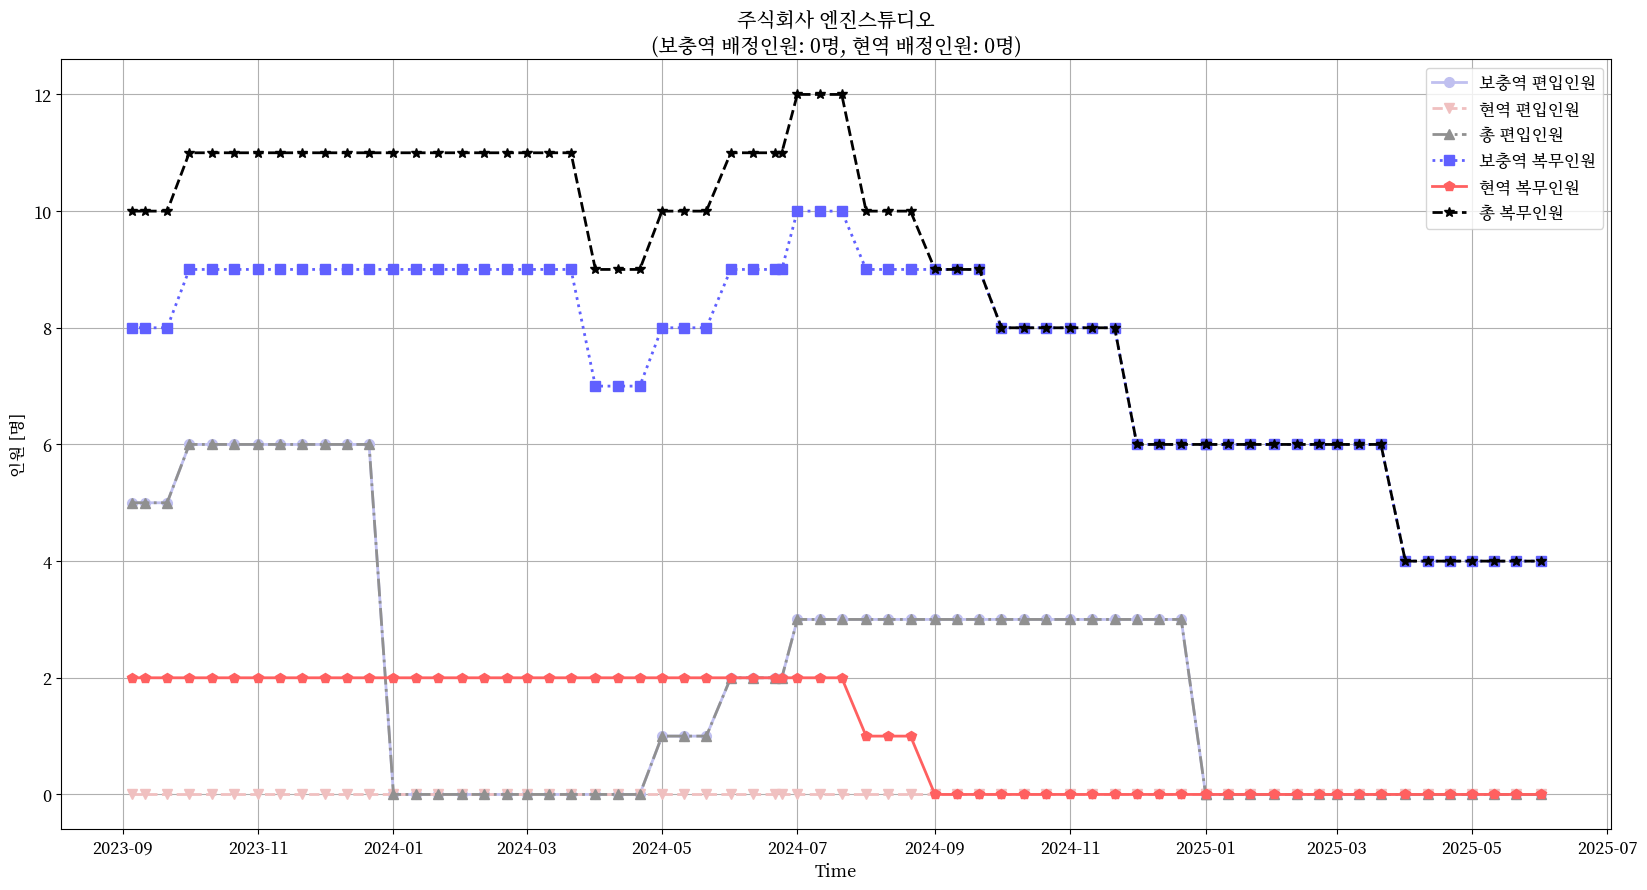 주식회사 엔진스튜디오
(보충역 배정인원: 0명, 현역 배정인원: 0명)
보충역 편입인원
현역 편입인원
총 편입인원
보충역 복무인원
현역 복무인원
총 복무인원
인원 [명]
12
10
8
6
4
2
0
2023-09 2023-11 2024-01 2024-03 2024-05 2024-07 2024-09 2024-11 2025-01 2025-03 2025-05 2025-07
Time